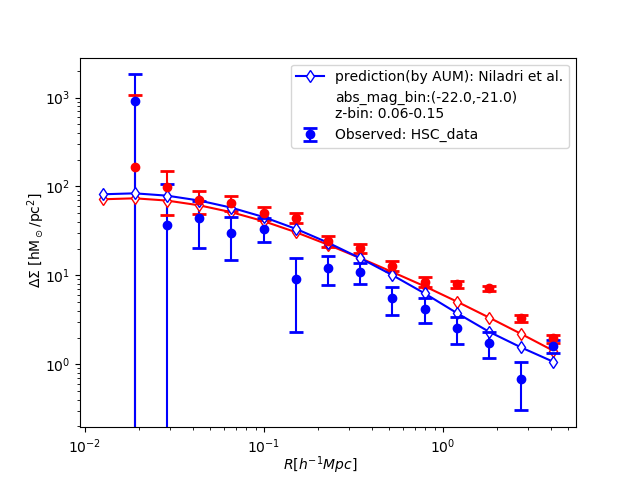 prediction(by AUM): Niladri et al.
abs_mag_bin:(-22.0,-21.0)
z-bin: 0.06-0.15
Observed: HSC_data
10³
10²
10¹
10⁰
ΔΣ [hM☉/pc²]
10⁻² 10⁻¹ 10⁰
R[h⁻¹Mpc]